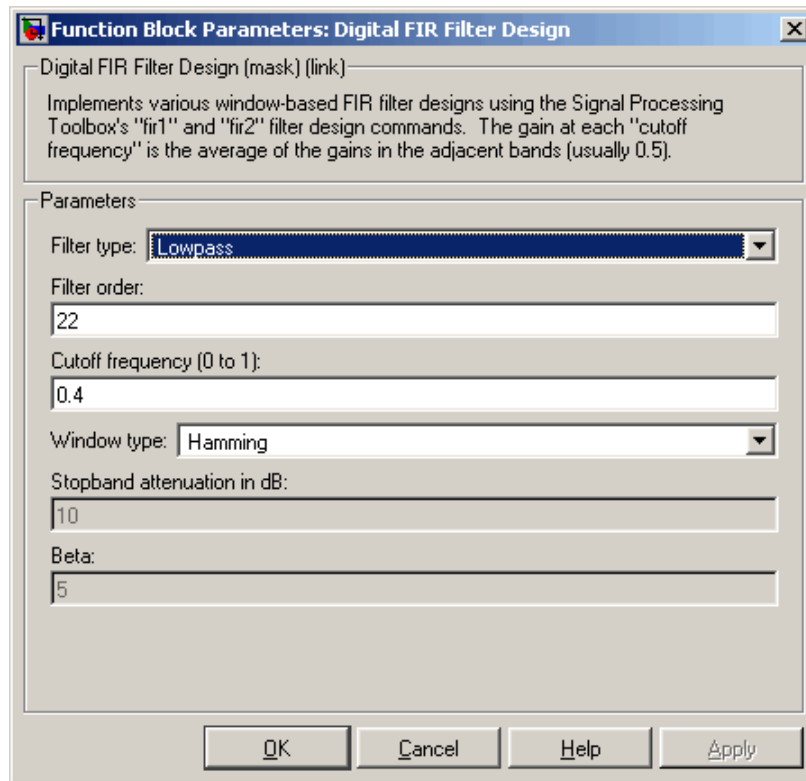 Function Block Parameters: Digital FIR Filter Design
Digital FIR Filter Design (mask) (link)
Implements various window-based FIR filter designs using the Signal Processing
Toolbox's "fir1" and "fir2" filter design commands.  The gain at each "cutoff
frequency" is the average of the gains in the adjacent bands (usually 0.5).
Parameters
Filter type: Lowpass
Filter order:
22
Cutoff frequency (0 to 1):
0.4
Window type: Hamming
Stopband attenuation in dB:
10
Beta:
5
OK Cancel Help Apply